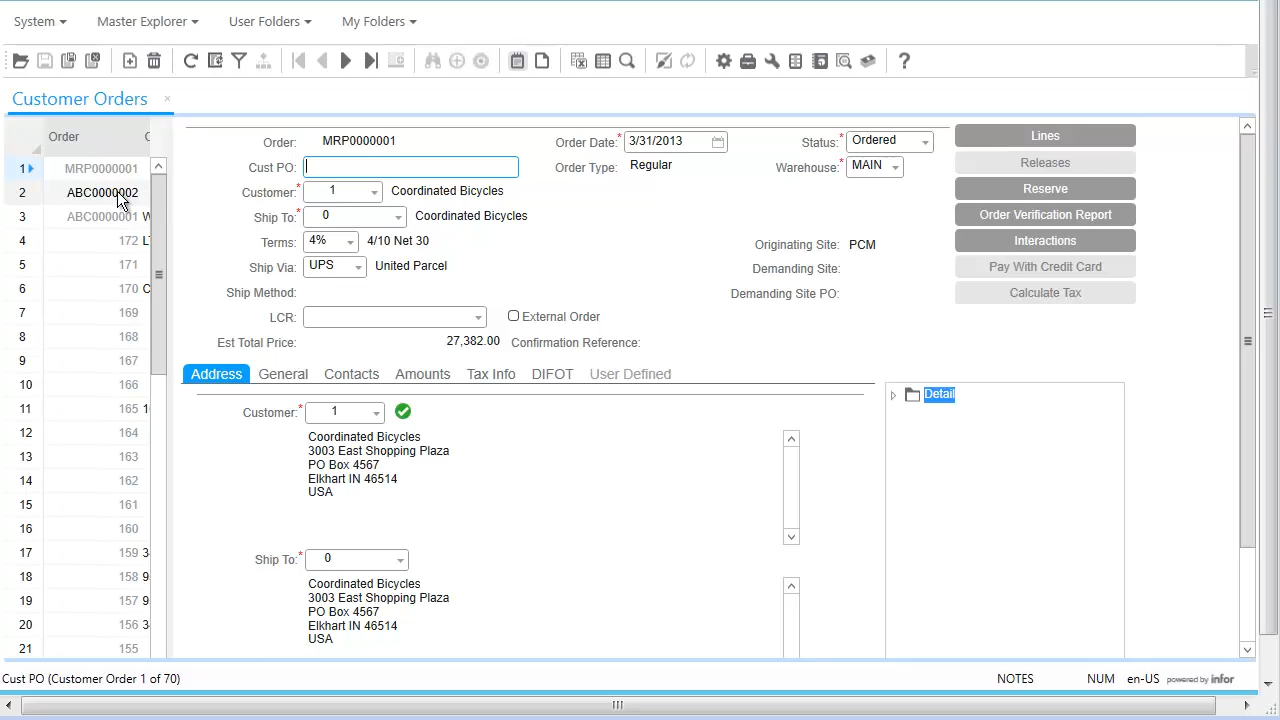 System Master Explorer User Folders My Folders
Customer Orders ×
Order
1 MRP0000001
2 ABC0000002
3 ABC0000001 W
4 172
5 171
6 170 C
7 169
8 168
9 167
10 166
11 165 1
12 164
13 163
14 162
15 161
16 160
17 159 3
18 158 9
19 157 9
20 156 3
21 155
Order: MRP0000001 Order Date:* 3/31/2013 Status:* Ordered
Cust PO: Order Type: Regular Warehouse:* MAIN
Customer:* 1 Coordinated Bicycles
Ship To:* 0 Coordinated Bicycles
Terms: 4% 4/10 Net 30 Originating Site: PCM
Ship Via: UPS United Parcel Demanding Site:
Ship Method: Demanding Site PO:
LCR: External Order
Est Total Price: 27,382.00 Confirmation Reference:
Lines
Releases
Reserve
Order Verification Report
Interactions
Pay With Credit Card
Calculate Tax
Address General Contacts Amounts Tax Info DIFOT User Defined
Detail
Customer:* 1
Coordinated Bicycles
3003 East Shopping Plaza
PO Box 4567
Elkhart IN 46514
USA
Ship To:* 0
Coordinated Bicycles
3003 East Shopping Plaza
PO Box 4567
Elkhart IN 46514
USA
Cust PO (Customer Order 1 of 70) NOTES NUM en-US powered by infor